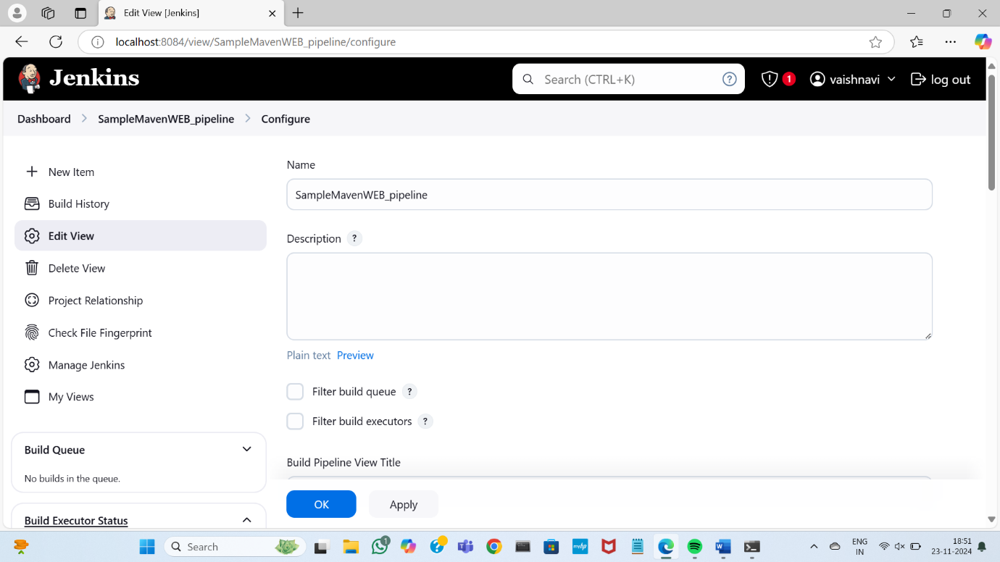 Edit View [Jenkins]
localhost:8084/view/SampleMavenWEB_pipeline/configure
Jenkins
Search (CTRL+K)
?
1
vaishnavi
log out
Dashboard > SampleMavenWEB_pipeline > Configure
New Item
Build History
Edit View
Delete View
Project Relationship
Check File Fingerprint
Manage Jenkins
My Views
Build Queue
No builds in the queue.
Build Executor Status
Name
SampleMavenWEB_pipeline
Description ?
Plain text Preview
Filter build queue ?
Filter build executors ?
Build Pipeline View Title
OK Apply
Search
1
myhp
ENG
IN
18:51
23-11-2024